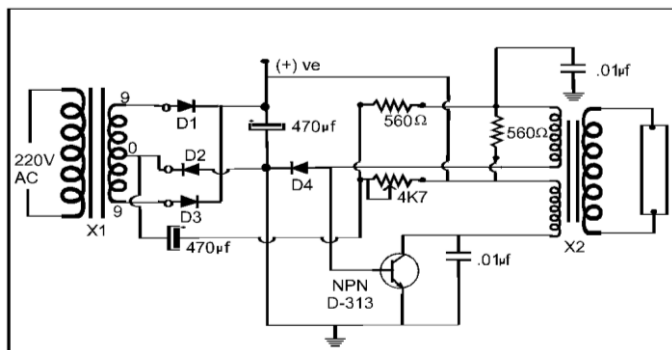 (+) ve
.01µf
9
D1
470µf
560Ω
560Ω
220V
AC
0
D2
D4
4K7
9
D3
X1
470µf
X2
NPN
D-313
.01µf